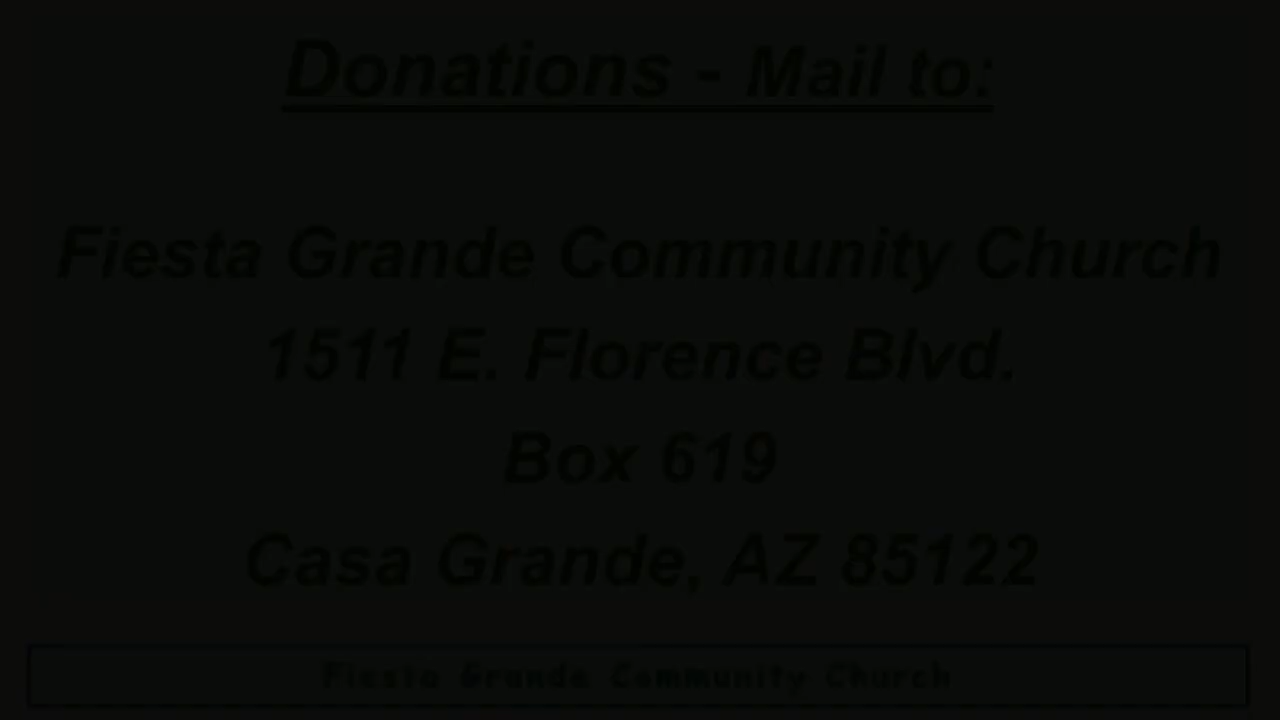 Donations - Mail to:
Fiesta Grande Community Church
1511 E. Florence Blvd.
Box 619
Casa Grande, AZ 85122
Fiesta Grande Community Church